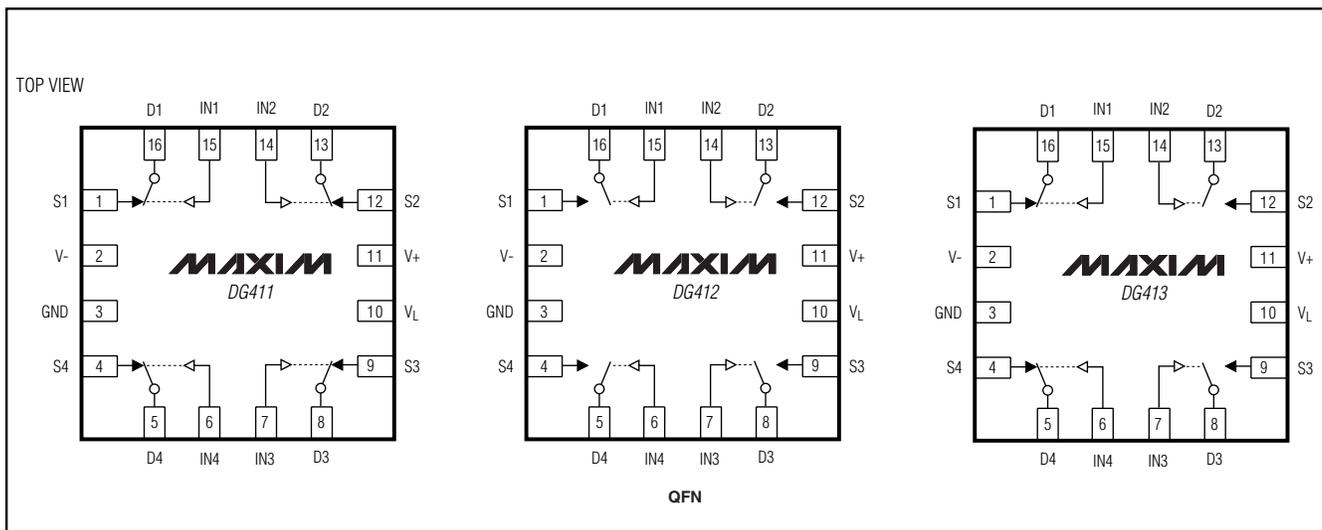 TOP VIEW
D1 IN1 IN2 D2
16 15 14 13
S1 1 12 S2
V- 2 11 V+
MAXIM
DG411
GND 3 10 VL
S4 4 9 S3
5 6 7 8
D4 IN4 IN3 D3
D1 IN1 IN2 D2
16 15 14 13
S1 1 12 S2
V- 2 11 V+
MAXIM
DG412
GND 3 10 VL
S4 4 9 S3
5 6 7 8
D4 IN4 IN3 D3
D1 IN1 IN2 D2
16 15 14 13
S1 1 12 S2
V- 2 11 V+
MAXIM
DG413
GND 3 10 VL
S4 4 9 S3
5 6 7 8
D4 IN4 IN3 D3
QFN